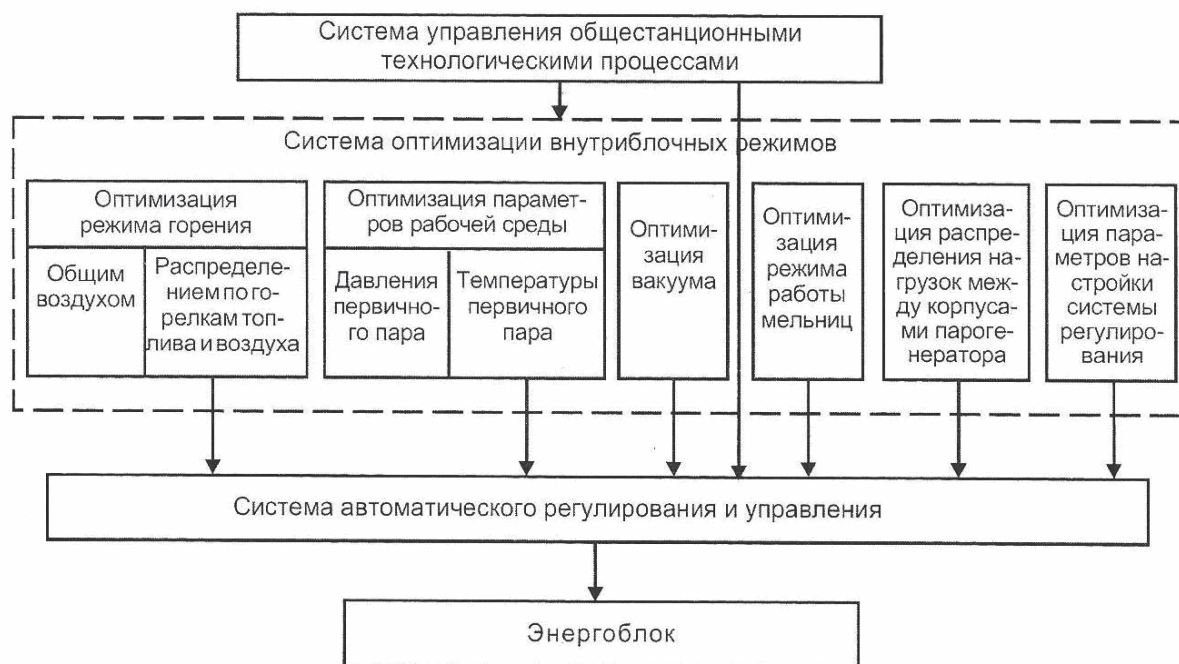 Система управления общестанционными
технологическими процессами
Система оптимизации внутриблочных режимов
Оптимизация
режима горения
Общим
воздухом
Распределе-
нием по го-
релкам топ-
лива и воздуха
Оптимизация парамет-
ров рабочей среды
Давления
первично-
го пара
Температуры
первичного
пара
Оптими-
зация
вакуума
Оптими-
зация
режима
работы
мельниц
Оптимиза-
ция распре-
деления на-
грузок меж-
ду корпуса-
ми пароге-
нератора
Оптимиза-
ция пара-
метров на-
стройки
системы
регулиро-
вания
Система автоматического регулирования и управления
Энергоблок